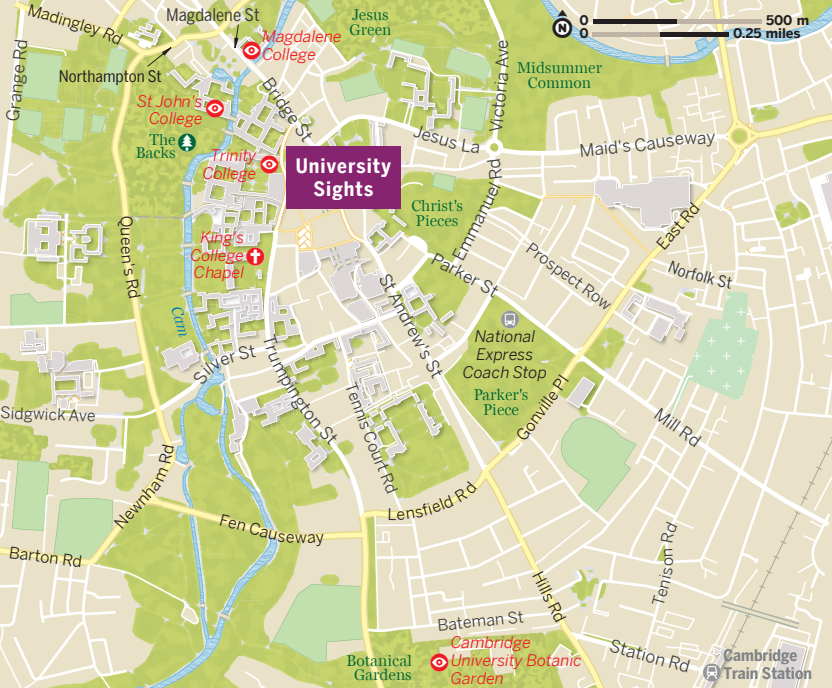 Madingley Rd
Magdalene St
Northampton St
Grange Rd
Magdalene
College
Jesus
Green
N
0
500 m
0
0.25 miles
Victoria Ave
Midsummer
Common
St John's
College
Bridge St
The
Backs
Trinity
College
University
Sights
Jesus La
Maid's Causeway
Christ's
Pieces
Emmanuel Rd
East Rd
Queen's Rd
King's
College
Chapel
Parker St
Prospect Row
Norfolk St
Cam
St Andrew's St
National
Express
Coach Stop
Parker's
Piece
Silver St
Trumpington St
Tennis Court Rd
Gonville Pl
Mill Rd
Sidgwick Ave
Newnham Rd
Lensfield Rd
Fen Causeway
Barton Rd
Tenison Rd
Hills Rd
Bateman St
Station Rd
Botanical
Gardens
Cambridge
University Botanic
Garden
Cambridge
Train Station